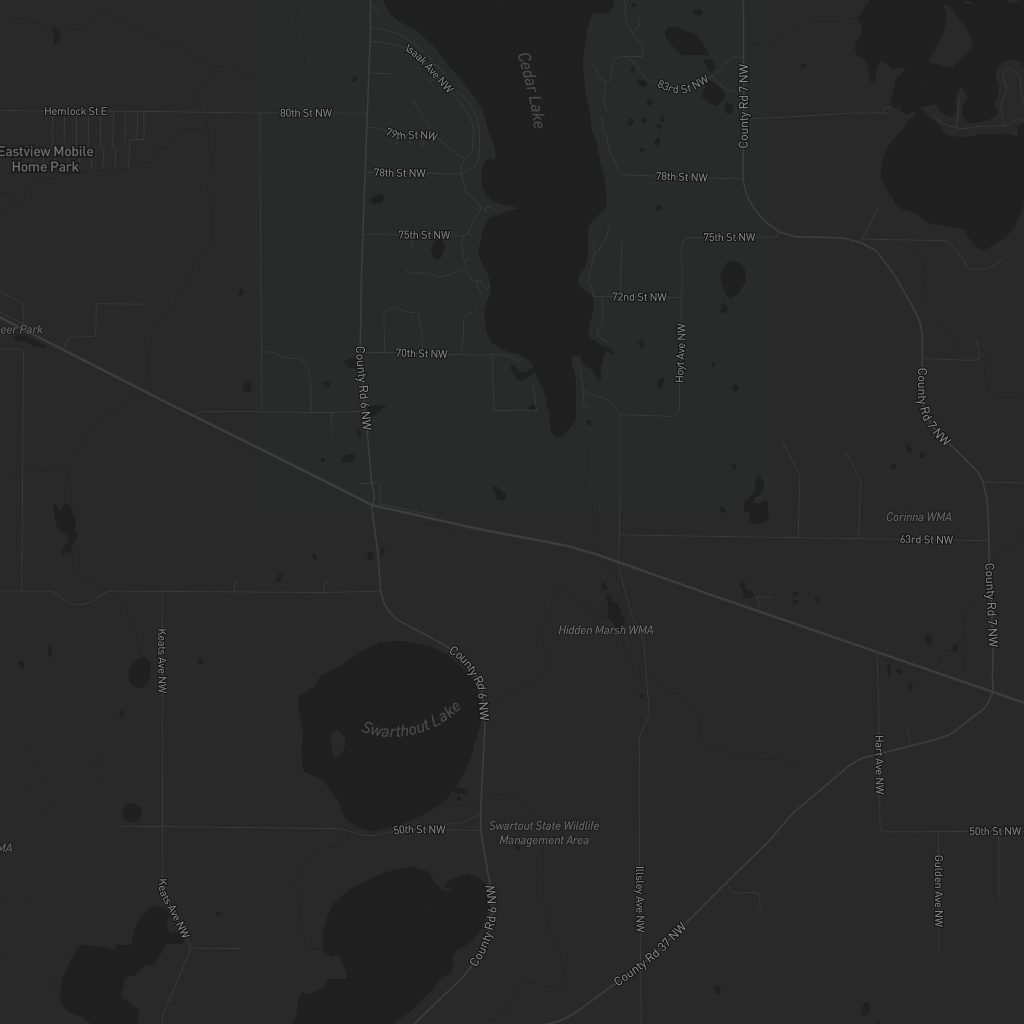 Isaak Ave NW
Cedar Lake
83rd St NW
County Rd 7 NW
Hemlock St E
80th St NW
79th St NW
Eastview Mobile
Home Park
78th St NW
78th St NW
75th St NW
75th St NW
72nd St NW
eer Park
70th St NW
Hoyt Ave NW
County Rd 6 NW
County Rd 7 NW
Corinna WMA
63rd St NW
County Rd 7 NW
Hidden Marsh WMA
Keats Ave NW
County Rd 6 NW
Swarthout Lake
Hart Ave NW
50th St NW
Swartout State Wildlife
Management Area
50th St NW
MA
Keats Ave NW
County Rd 6 NW
Illsley Ave NW
Gulden Ave NW
County Rd 37 NW